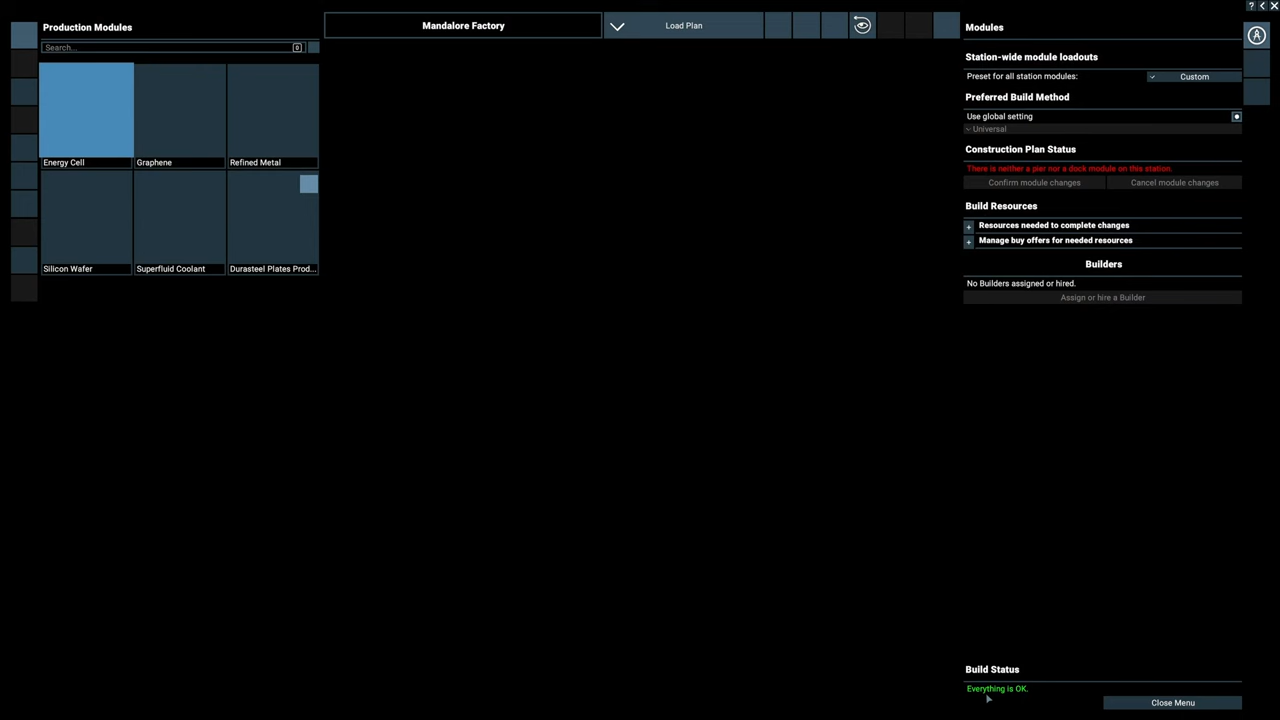 Production Modules
Search...
0
Energy Cell
Graphene
Refined Metal
Silicon Wafer
Superfluid Coolant
Durasteel Plates Prod...
Mandalore Factory
Load Plan
?
Modules
Station-wide module loadouts
Preset for all station modules:
Custom
Preferred Build Method
Use global setting
Universal
Construction Plan Status
There is neither a pier nor a dock module on this station.
Confirm module changes
Cancel module changes
Build Resources
+ Resources needed to complete changes
+ Manage buy offers for needed resources
Builders
No Builders assigned or hired.
Assign or hire a Builder
Build Status
Everything is OK.
Close Menu